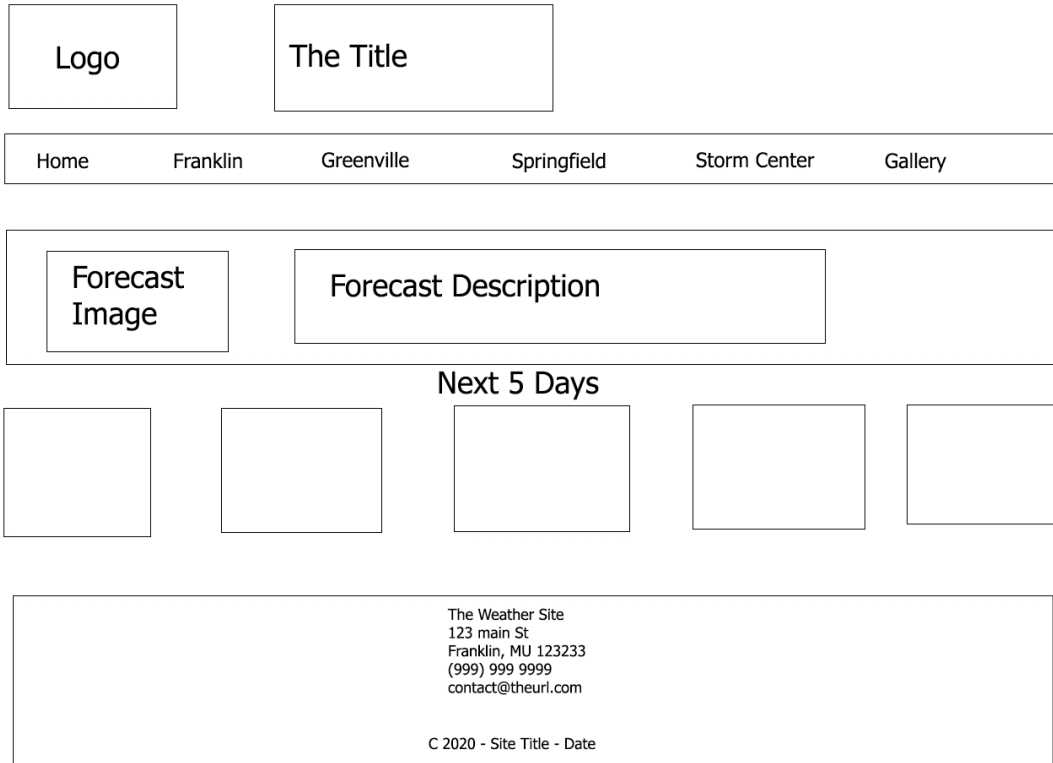 Logo
The Title
Home Franklin Greenville Springfield Storm Center Gallery
Forecast
Image
Forecast Description
Next 5 Days
The Weather Site
123 main St
Franklin, MU 123233
(999) 999 9999
contact@theurl.com
C 2020 - Site Title - Date